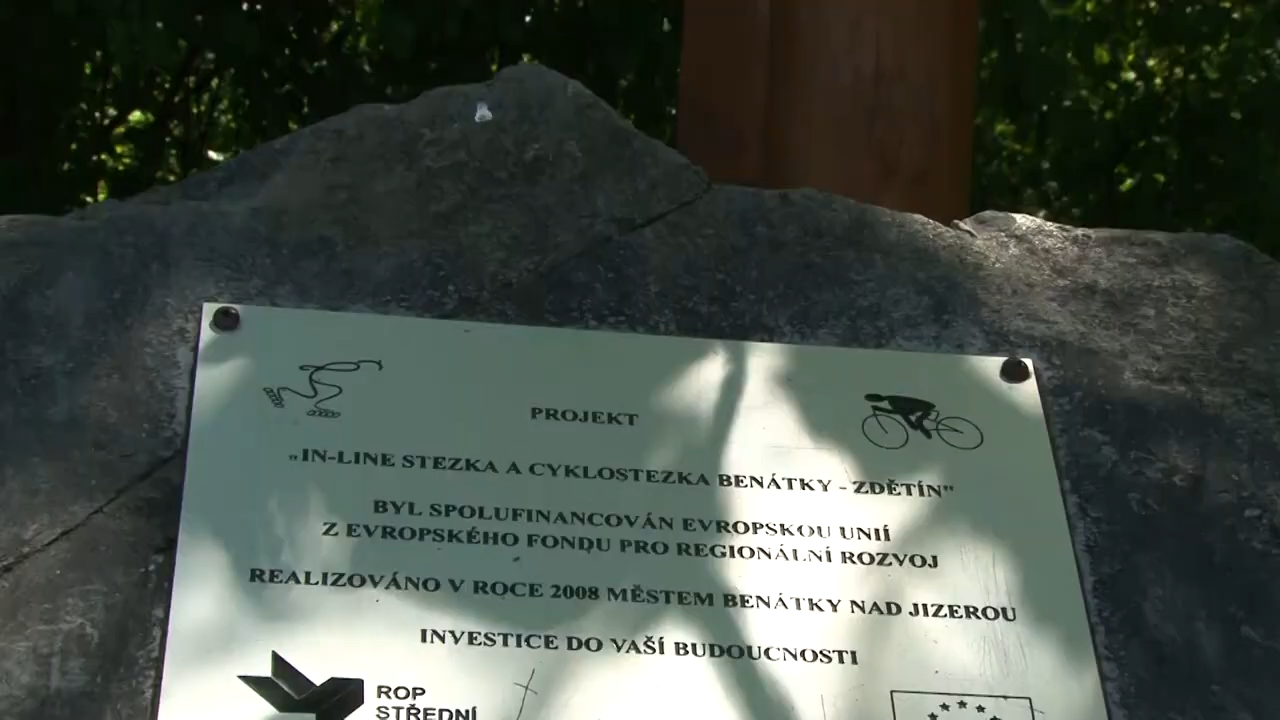 PROJEKT
„IN-LINE STEZKA A CYKLOSTEZKA BENÁTKY - ZDĚTÍN"
BYL SPOLUFINANCOVÁN EVROPSKOU UNIÍ
Z EVROPSKÉHO FONDU PRO REGIONÁLNÍ ROZVOJ
REALIZOVÁNO V ROCE 2008 MĚSTEM BENÁTKY NAD JIZEROU
INVESTICE DO VAŠÍ BUDOUCNOSTI
ROP
STŘEDNÍ